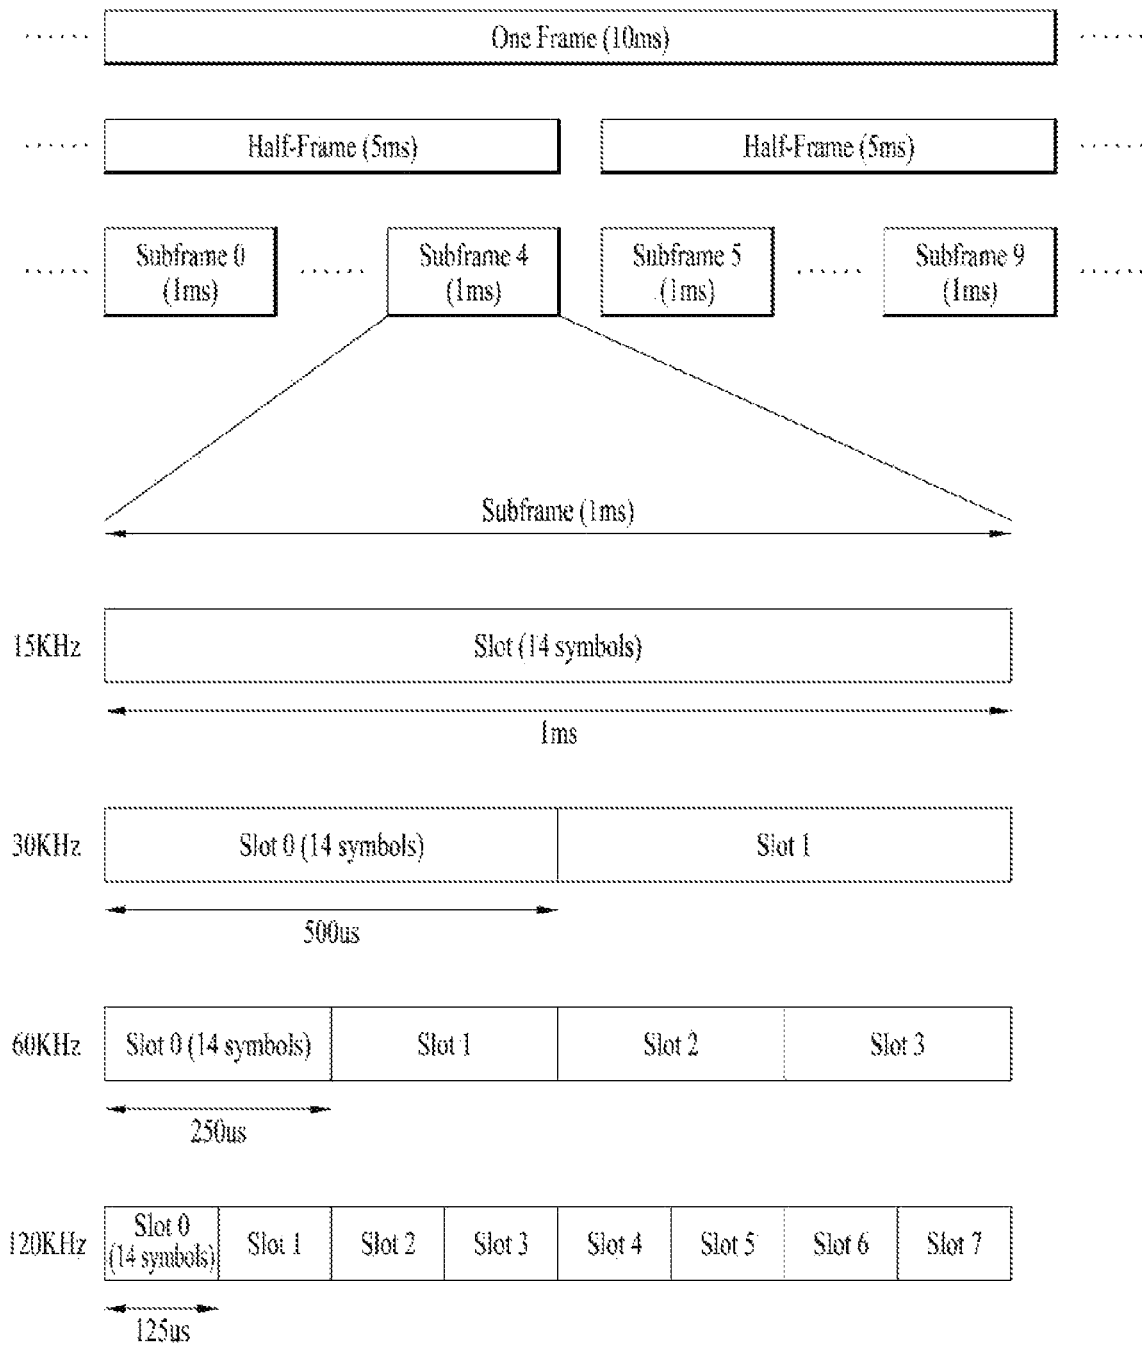 ...... One Frame (10ms) ......
...... Half-Frame (5ms) Half-Frame (5ms) ......
Subframe 0 Subframe 4 Subframe 5 Subframe 9
...... (1ms) ...... (1ms) (1ms) ...... (1ms) ......
Subframe (1ms)
15KHz Slot (14 symbols)
1ms
30KHz Slot 0 (14 symbols) Slot 1
500us
60KHz Slot 0 (14 symbols) Slot 1 Slot 2 Slot 3
250us
120KHz Slot 0 (14 symbols) Slot 1 Slot 2 Slot 3 Slot 4 Slot 5 Slot 6 Slot 7
125us